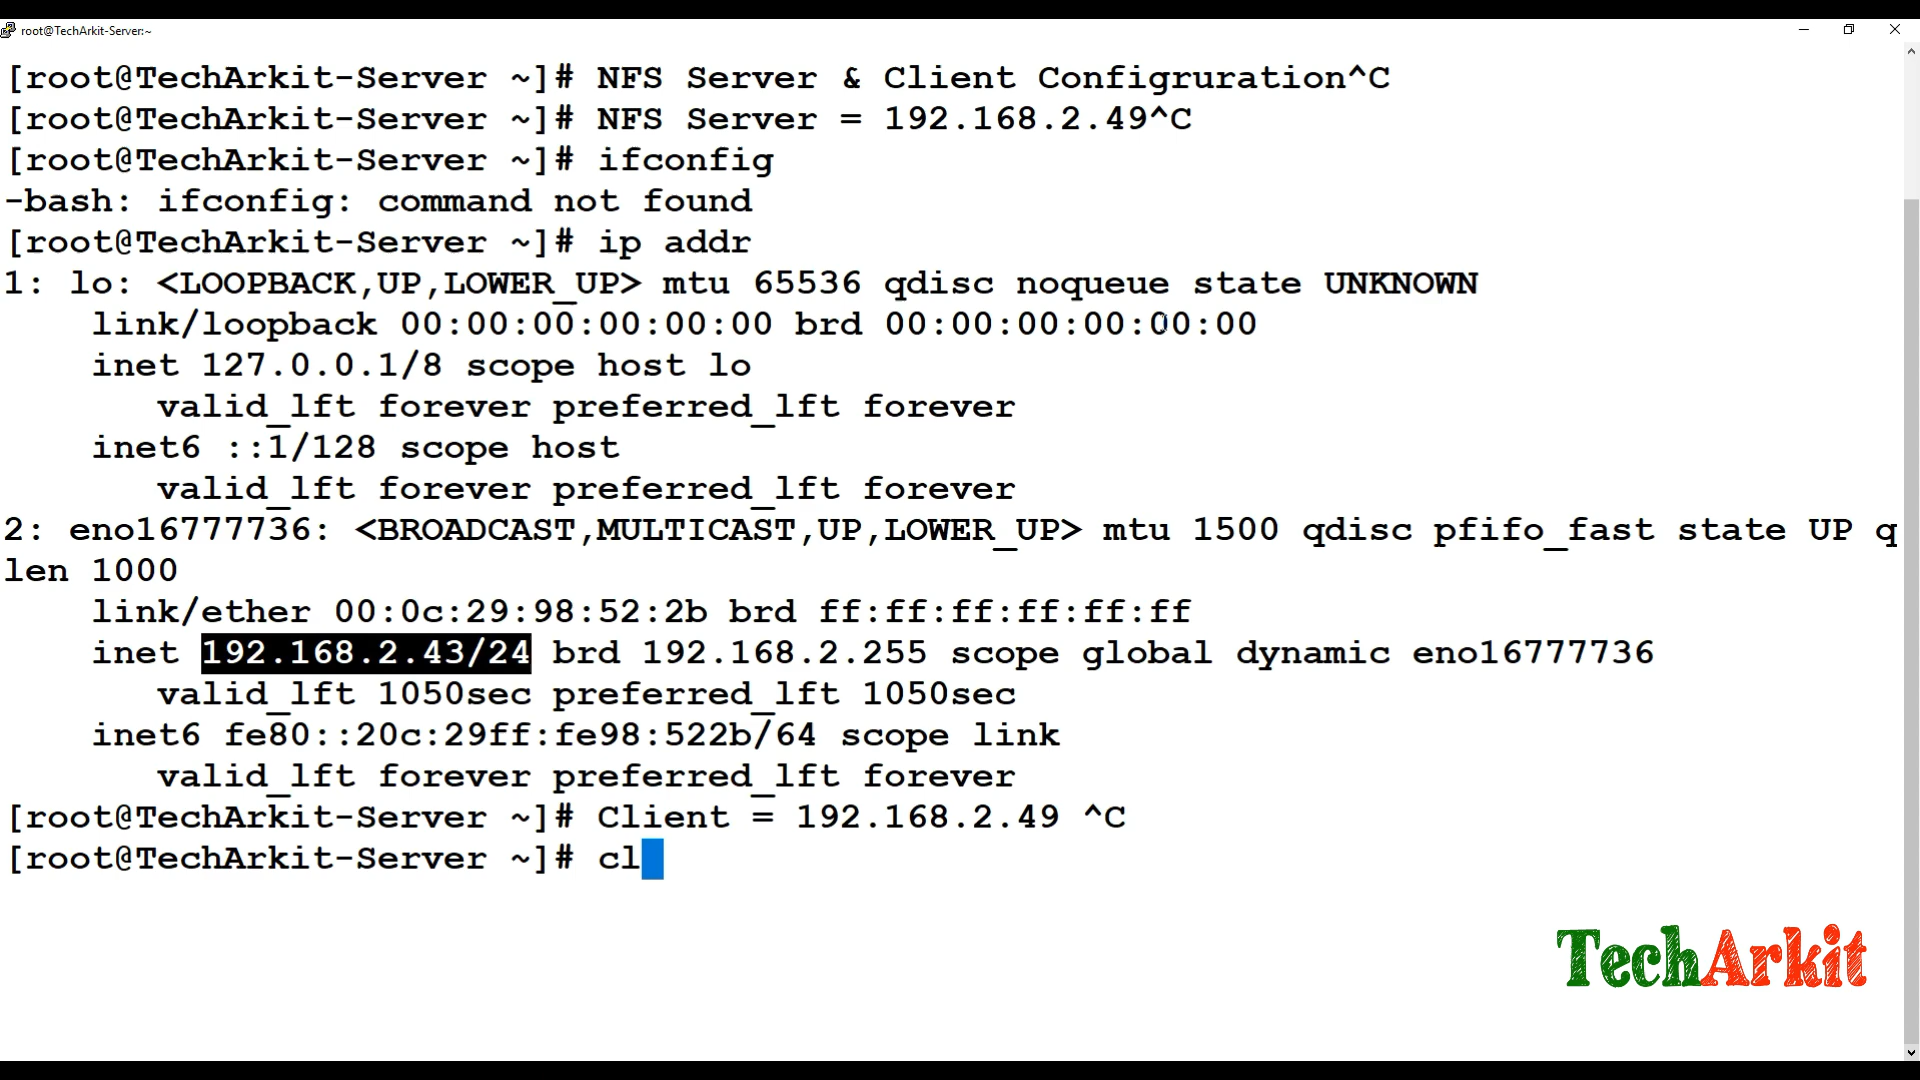 root@TechArkit-Server:~
[root@TechArkit-Server ~]# NFS Server & Client Configruration^C
[root@TechArkit-Server ~]# NFS Server = 192.168.2.49^C
[root@TechArkit-Server ~]# ifconfig
-bash: ifconfig: command not found
[root@TechArkit-Server ~]# ip addr
1: lo: <LOOPBACK,UP,LOWER_UP> mtu 65536 qdisc noqueue state UNKNOWN
link/loopback 00:00:00:00:00:00 brd 00:00:00:00:00:00
inet 127.0.0.1/8 scope host lo
valid_lft forever preferred_lft forever
inet6 ::1/128 scope host
valid_lft forever preferred_lft forever
2: eno16777736: <BROADCAST,MULTICAST,UP,LOWER_UP> mtu 1500 qdisc pfifo_fast state UP q
len 1000
link/ether 00:0c:29:98:52:2b brd ff:ff:ff:ff:ff:ff
inet 192.168.2.43/24 brd 192.168.2.255 scope global dynamic eno16777736
valid_lft 1050sec preferred_lft 1050sec
inet6 fe80::20c:29ff:fe98:522b/64 scope link
valid_lft forever preferred_lft forever
[root@TechArkit-Server ~]# Client = 192.168.2.49 ^C
[root@TechArkit-Server ~]# cl
TechArkit